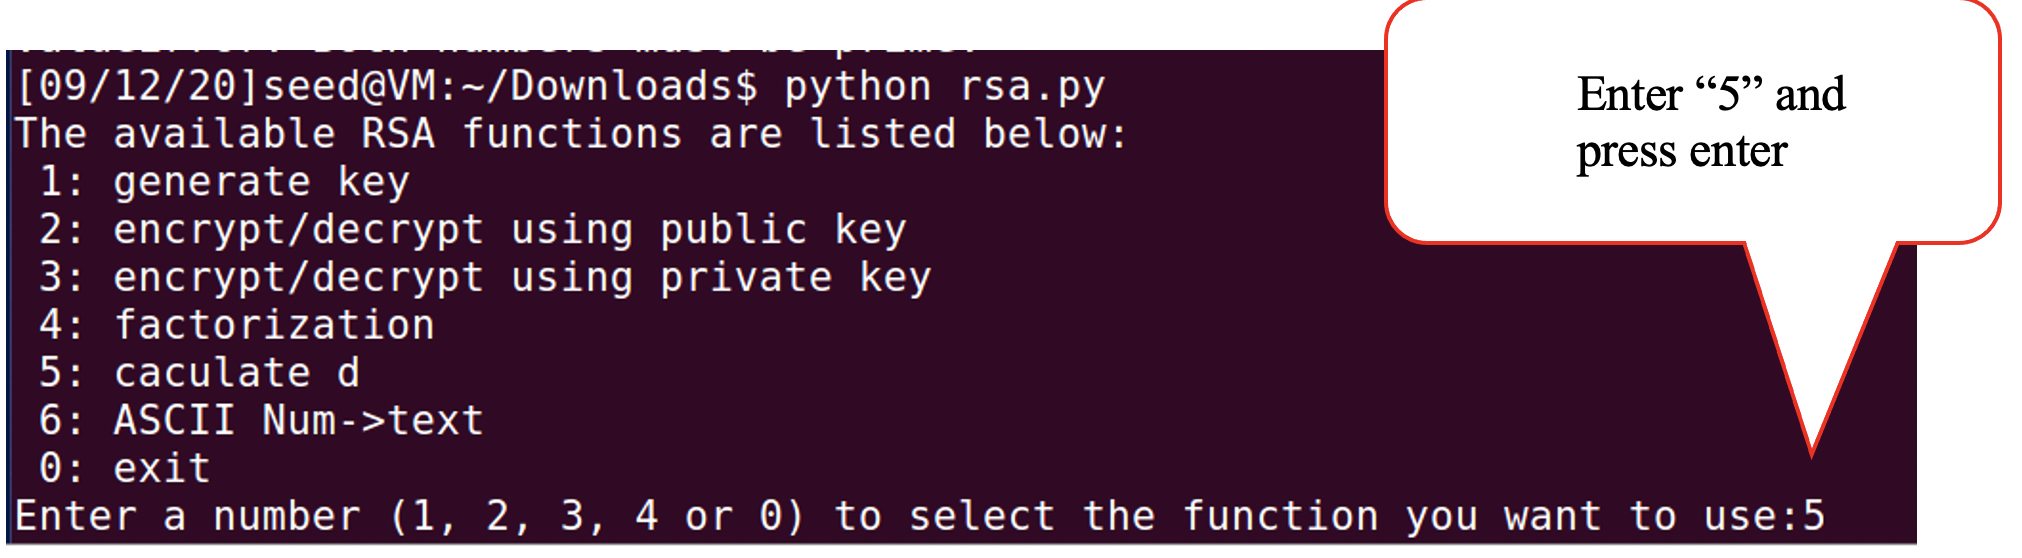 [09/12/20]seed@VM:~/Downloads$ python rsa.py
The available RSA functions are listed below:
1: generate key
2: encrypt/decrypt using public key
3: encrypt/decrypt using private key
4: factorization
5: caculate d
6: ASCII Num->text
0: exit
Enter a number (1, 2, 3, 4 or 0) to select the function you want to use:5
Enter “5” and
press enter